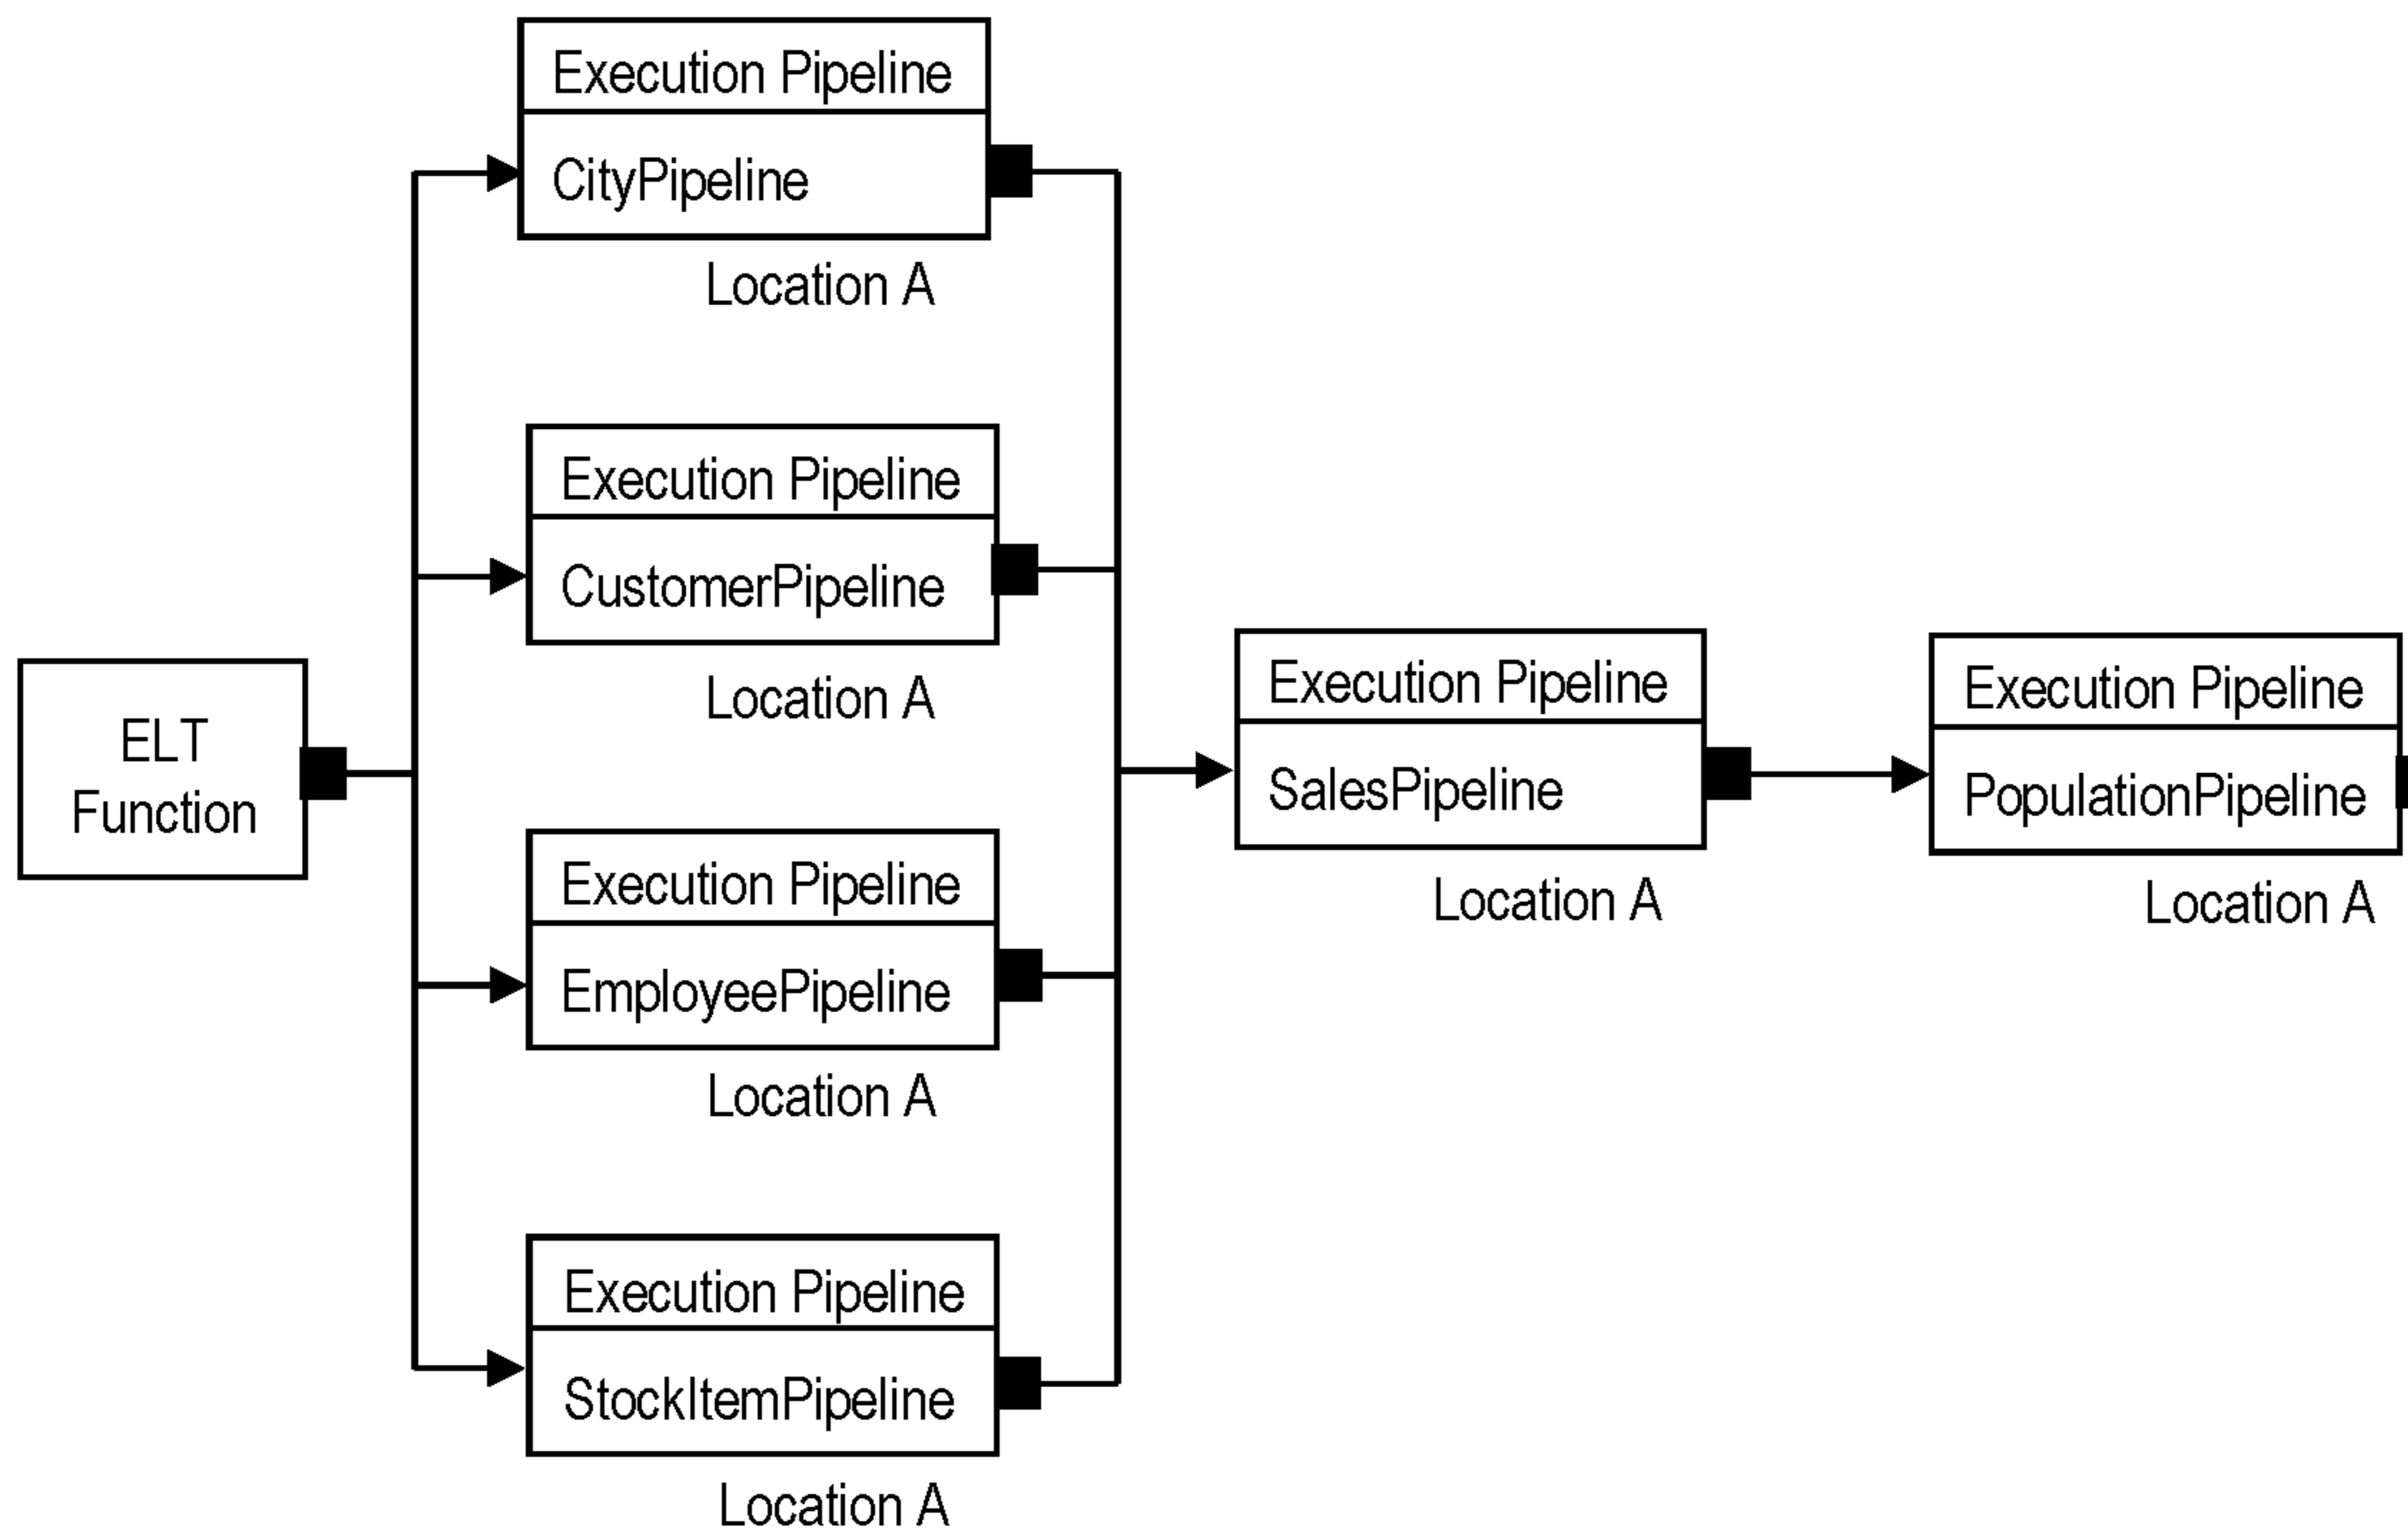 Execution Pipeline
CityPipeline
Location A
Execution Pipeline
CustomerPipeline
Location A
ELT
Function
Execution Pipeline
EmployeePipeline
Location A
Execution Pipeline
StockItemPipeline
Location A
Execution Pipeline
SalesPipeline
Location A
Execution Pipeline
PopulationPipeline
Location A